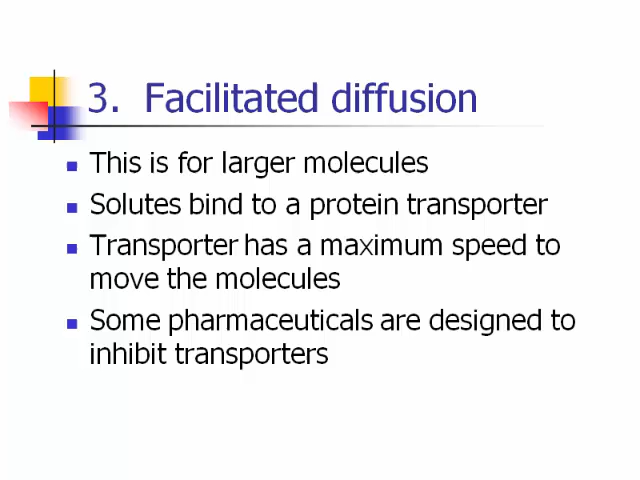 3. Facilitated diffusion
This is for larger molecules
Solutes bind to a protein transporter
Transporter has a maximum speed to
move the molecules
Some pharmaceuticals are designed to
inhibit transporters